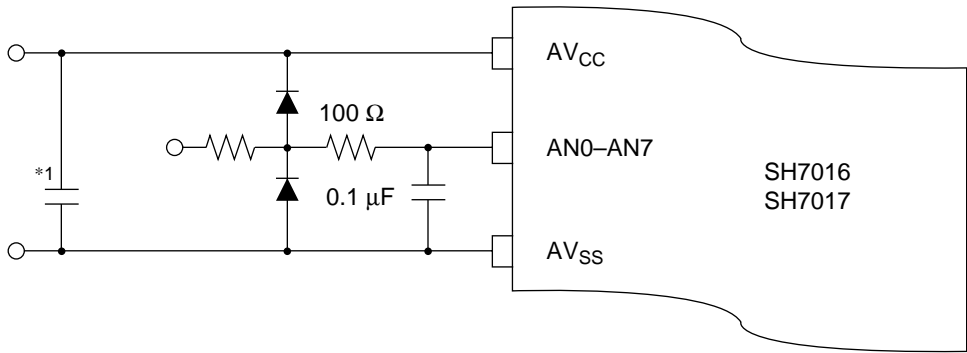 AVCC
100 Ω
AN0–AN7
*1
0.1 μF
SH7016
SH7017
AVSS